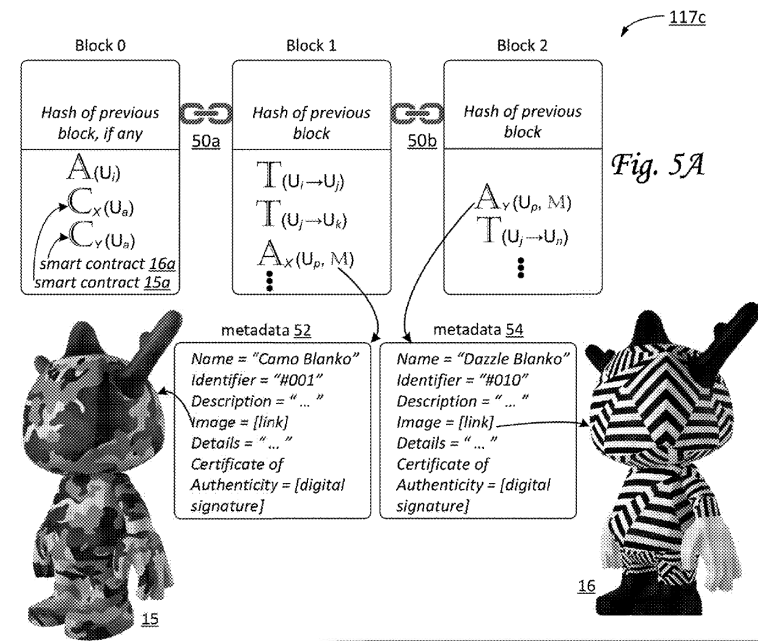 117c
Block 0
Block 1
Block 2
Hash of previous
block, if any
50a
Hash of previous
block
50b
Hash of previous
block
Fig. 5A
𝔸(Uᵢ)
ℂX(Uₐ)
ℂY(Uₐ)
smart contract 16a
smart contract 15a
𝕋(Uᵢ→Uⱼ)
𝕋(Uⱼ→Uₖ)
𝔸X(Uₚ, 𝕄)
𝔸Y(Uₚ, 𝕄)
𝕋(Uⱼ→Uₙ)
metadata 52
Name = “Camo Blanko”
Identifier = “#001”
Description = “ ... ”
Image = [link]
Details = “ ... ”
Certificate of
Authenticity = [digital
signature]
metadata 54
Name = “Dazzle Blanko”
Identifier = “#010”
Description = “ ... ”
Image = [link]
Details = “ ... ”
Certificate of
Authenticity = [digital
signature]
15
16